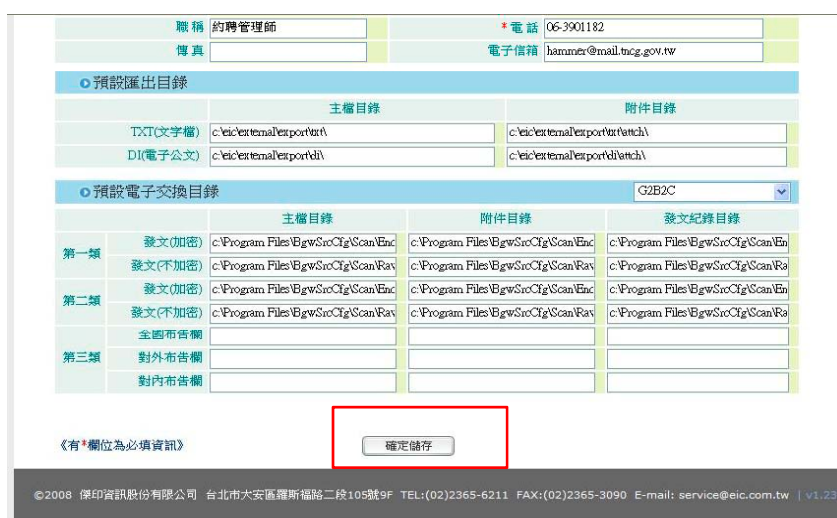 職稱 約聘管理師 *電話 06-3901182
傳真 電子信箱 hammer@mail.tncg.gov.tw
預設匯出目錄
主檔目錄 附件目錄
TXT(文字檔) c:\eic\external\export\txt\ c:\eic\external\export\txt\attch\
DI(電子公文) c:\eic\external\export\di\ c:\eic\external\export\di\attch\
預設電子交換目錄 G2B2C
主檔目錄 附件目錄 發文紀錄目錄
第一類 發文(加密) c:\Program Files\BgwSrcCfg\Scan\Enc c:\Program Files\BgwSrcCfg\Scan\Enc c:\Program Files\BgwSrcCfg\Scan\En
發文(不加密) c:\Program Files\BgwSrcCfg\Scan\Rav c:\Program Files\BgwSrcCfg\Scan\Rav c:\Program Files\BgwSrcCfg\Scan\Ra
第二類 發文(加密) c:\Program Files\BgwSrcCfg\Scan\Enc c:\Program Files\BgwSrcCfg\Scan\Enc c:\Program Files\BgwSrcCfg\Scan\En
發文(不加密) c:\Program Files\BgwSrcCfg\Scan\Rav c:\Program Files\BgwSrcCfg\Scan\Rav c:\Program Files\BgwSrcCfg\Scan\Ra
全國布告欄
第三類 對外布告欄
對內布告欄
《有*欄位為必填資訊》 確定儲存
©2008 傑印資訊股份有限公司 台北市大安區羅斯福路二段105號9F TEL:(02)2365-6211 FAX:(02)2365-3090 E-mail: service@eic.com.tw | v1.23